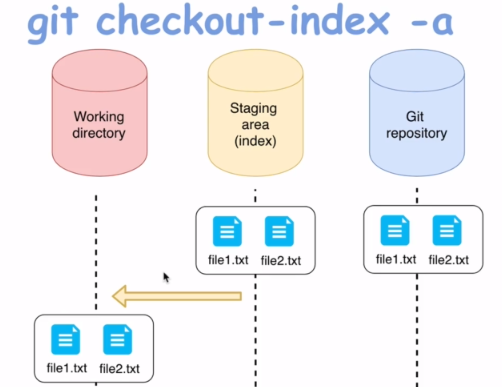 git checkout-index -a
Working
directory
Staging
area
(index)
Git
repository
file1.txt file2.txt
file1.txt file2.txt
file1.txt file2.txt